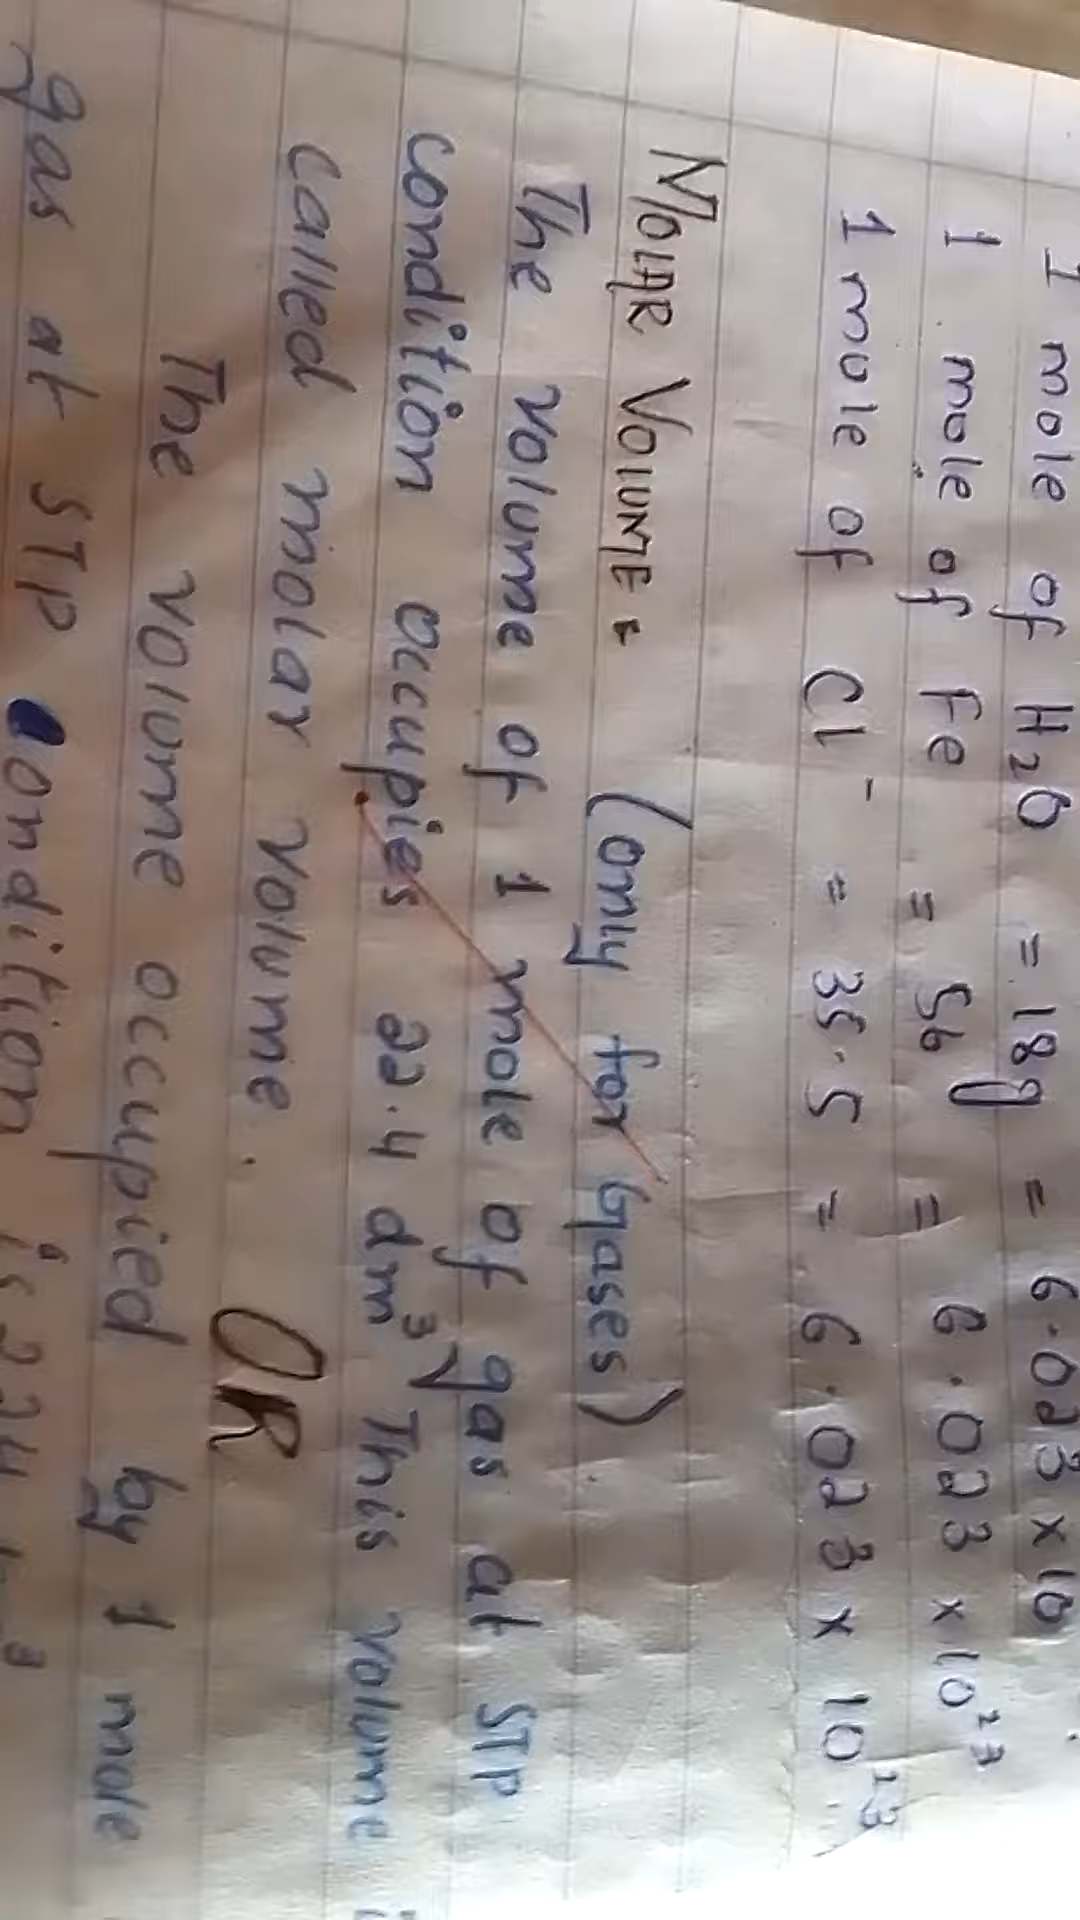 1 mole of H₂O = 18g = 6.023 x 10
1 mole of Fe = 56 = 6.023 x 10²³
1 mole of Cl⁻ = 35.5 = 6.023 x 10²³
MOLAR VOLUME : (only for Gases)
The volume of 1 mole of gas at STP
condition occupies 22.4 dm³, This volume
called molar volume.
OR
The volume occupied by 1 mole
gas at STP condition is 22.4